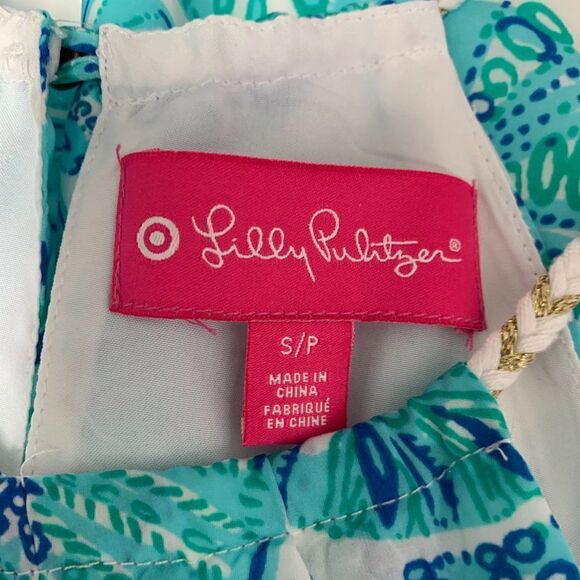 Lilly Pulitzer®
S/P
MADE IN
CHINA
FABRIQUÉ
EN CHINE